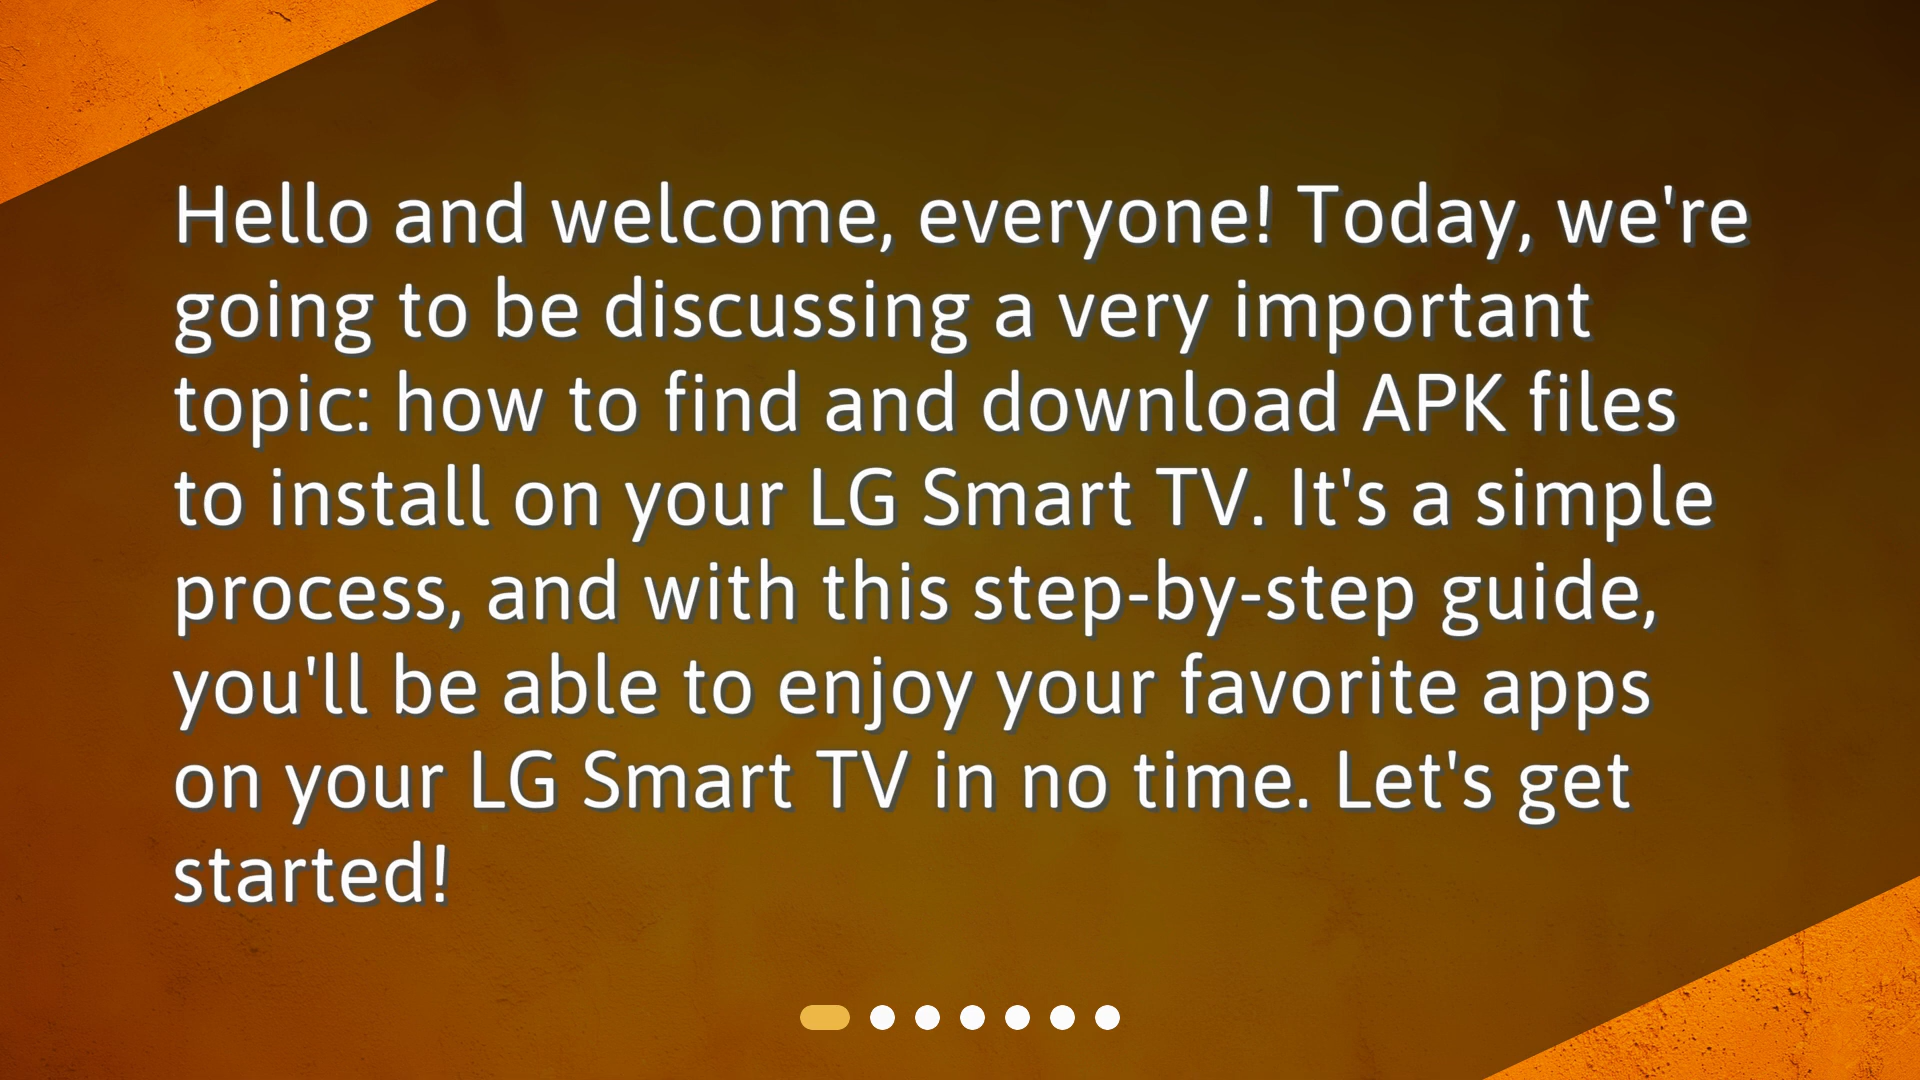 Hello and welcome, everyone! Today, we're
going to be discussing a very important
topic: how to find and download APK files
to install on your LG Smart TV. It's a simple
process, and with this step-by-step guide,
you'll be able to enjoy your favorite apps
on your LG Smart TV in no time. Let's get
started!